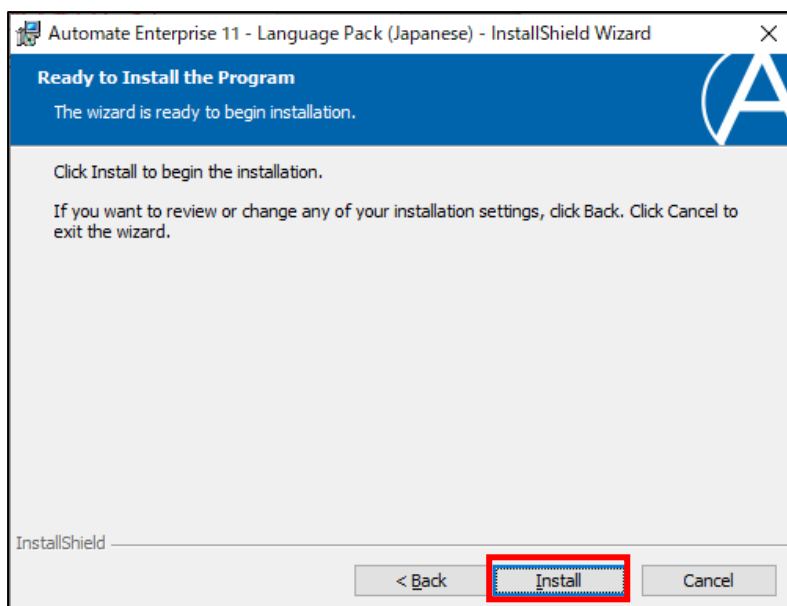 Automate Enterprise 11 - Language Pack (Japanese) - InstallShield Wizard
Ready to Install the Program
The wizard is ready to begin installation.
Click Install to begin the installation.
If you want to review or change any of your installation settings, click Back. Click Cancel to
exit the wizard.
InstallShield
< Back
Install
Cancel